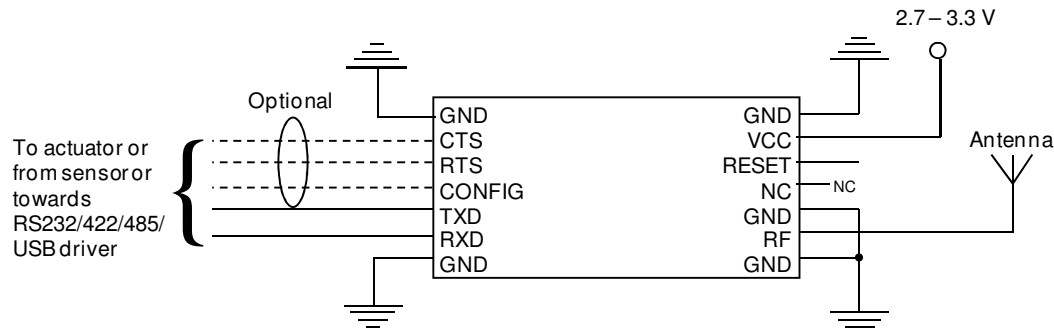 2.7 – 3.3 V
Optional
Antenna
To actuator or
from sensor or
towards
RS232/422/485/
USB driver
GND
CTS
RTS
CONFIG
TXD
RXD
GND
GND
VCC
RESET
NC
NC
GND
RF
GND